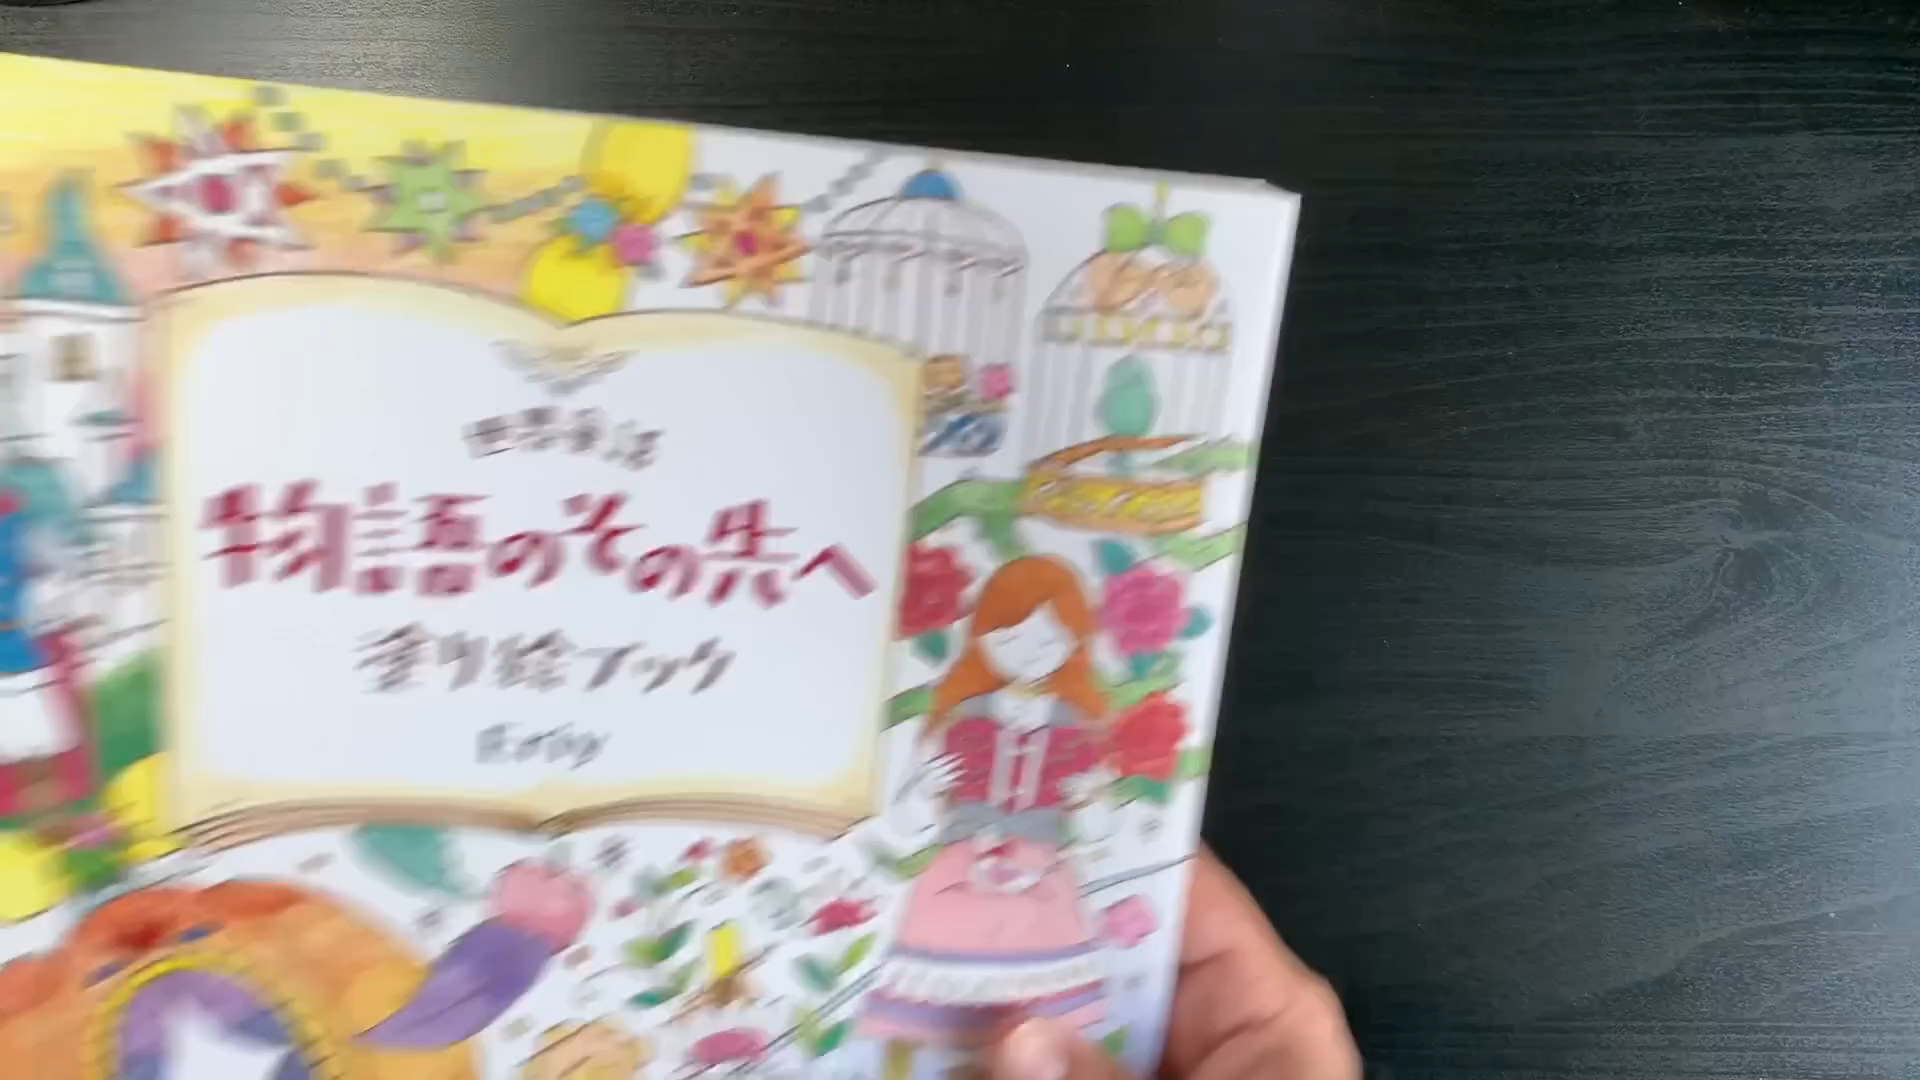 世界童話
物語のその先へ
塗り絵ブック